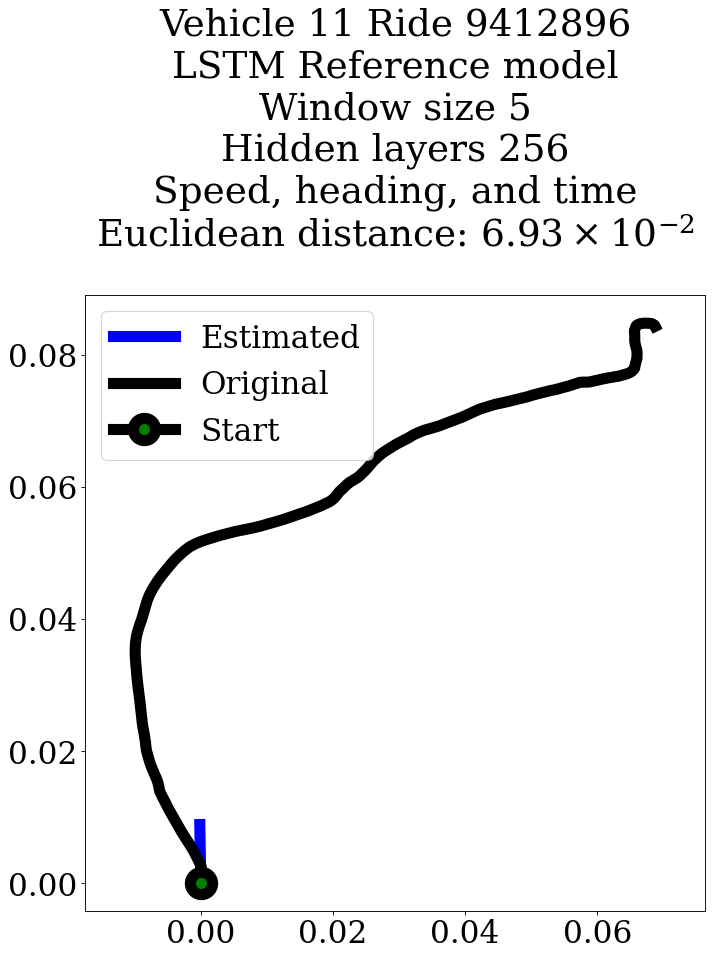 Vehicle 11 Ride 9412896
LSTM Reference model
Window size 5
Hidden layers 256
Speed, heading, and time
Euclidean distance: 6.93 × 10⁻²
Estimated
Original
Start
0.08
0.06
0.04
0.02
0.00
0.00 0.02 0.04 0.06